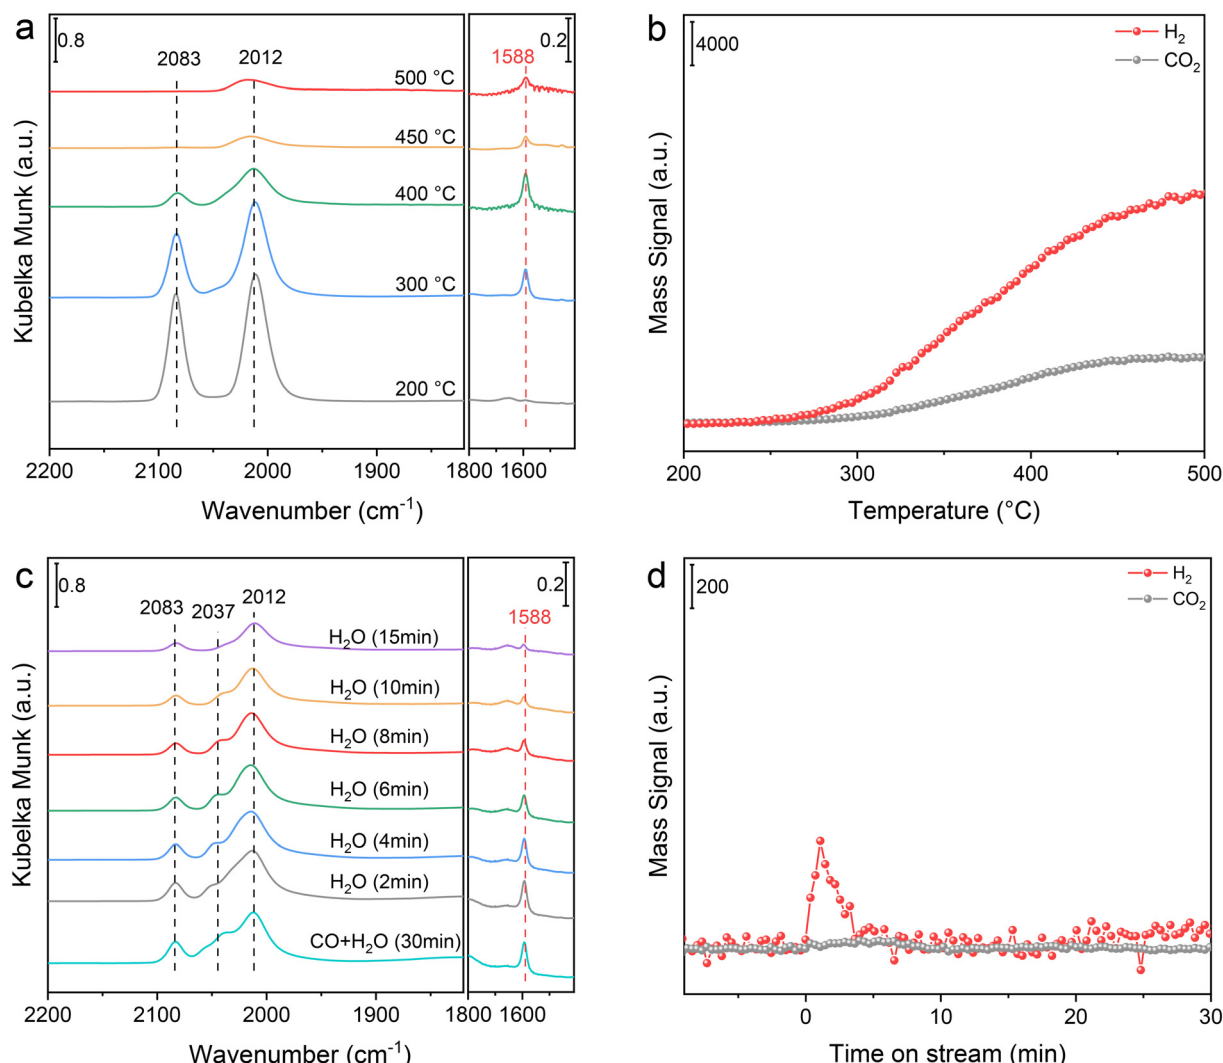 a
0.8
2083
2012
1588
0.2
500 °C
450 °C
400 °C
300 °C
200 °C
Kubelka Munk (a.u.)
2200
2100
2000
1900
1800
1600
Wavenumber (cm⁻¹)
b
4000
H₂
CO₂
Mass Signal (a.u.)
200
300
400
500
Temperature (°C)
c
0.8
2083
2037
2012
1588
0.2
H₂O (15min)
H₂O (10min)
H₂O (8min)
H₂O (6min)
H₂O (4min)
H₂O (2min)
CO+H₂O (30min)
Kubelka Munk (a.u.)
2200
2100
2000
1900
1800
1600
Wavenumber (cm⁻¹)
d
200
H₂
CO₂
Mass Signal (a.u.)
0
10
20
30
Time on stream (min)